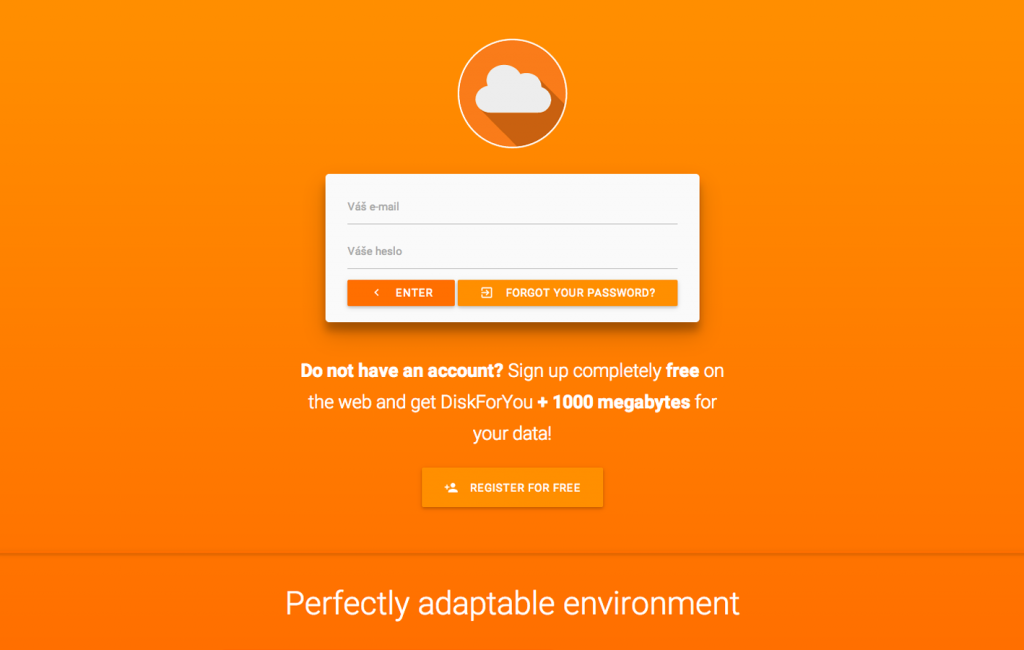 Váš e-mail
Váše heslo
ENTER
FORGOT YOUR PASSWORD?
Do not have an account? Sign up completely free on
the web and get DiskForYou + 1000 megabytes for
your data!
REGISTER FOR FREE
Perfectly adaptable environment